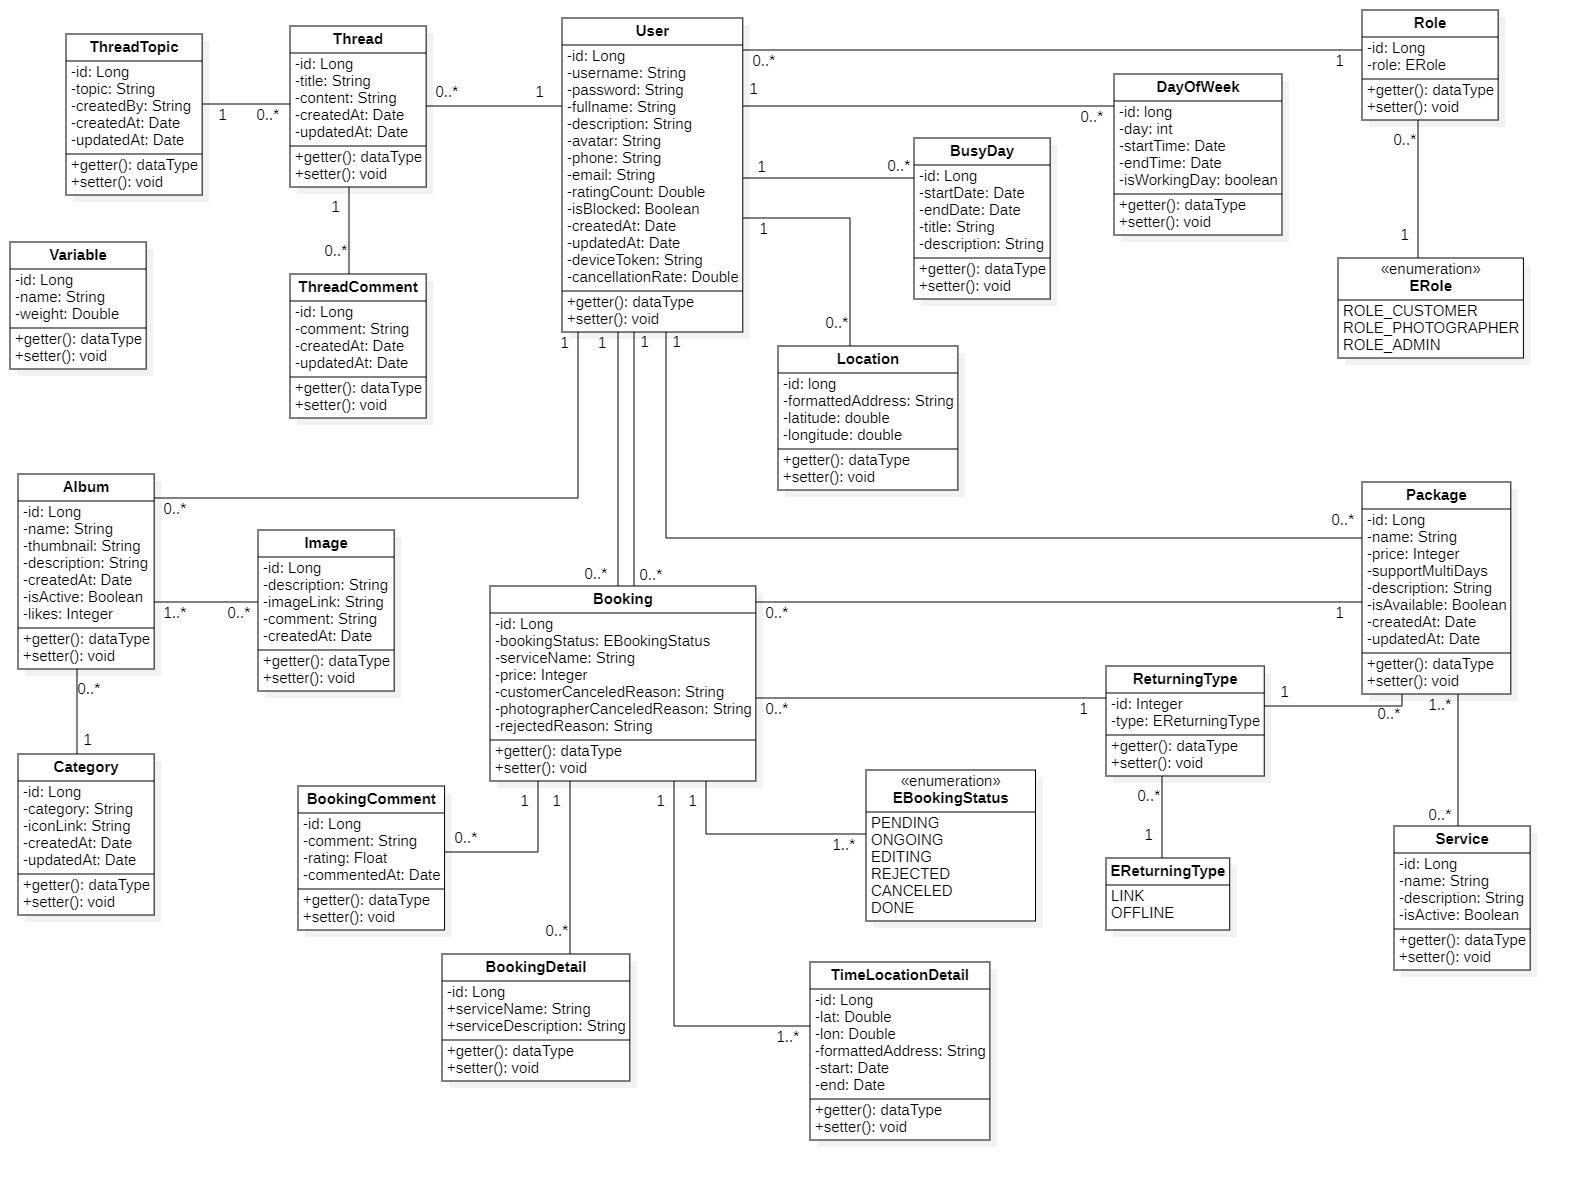 ThreadTopic
-id: Long
-topic: String
-createdBy: String
-createdAt: Date
-updatedAt: Date
+getter(): dataType
+setter(): void
1
0..*
Thread
-id: Long
-title: String
-content: String
-createdAt: Date
-updatedAt: Date
+getter(): dataType
+setter(): void
0..*
1
1
0..*
User
-id: Long
-username: String
-password: String
-fullname: String
-description: String
-avatar: String
-phone: String
-email: String
-ratingCount: Double
-isBlocked: Boolean
-createdAt: Date
-updatedAt: Date
-deviceToken: String
-cancellationRate: Double
+getter(): dataType
+setter(): void
0..*
1
1
0..*
1
0..*
1
0..*
1
1
1
1
Role
-id: Long
-role: ERole
+getter(): dataType
+setter(): void
0..*
1
DayOfWeek
-id: long
-day: int
-startTime: Date
-endTime: Date
-isWorkingDay: boolean
+getter(): dataType
+setter(): void
BusyDay
-id: Long
-startDate: Date
-endDate: Date
-title: String
-description: String
+getter(): dataType
+setter(): void
Variable
-id: Long
-name: String
-weight: Double
+getter(): dataType
+setter(): void
ThreadComment
-id: Long
-comment: String
-createdAt: Date
-updatedAt: Date
+getter(): dataType
+setter(): void
«enumeration»
ERole
ROLE_CUSTOMER
ROLE_PHOTOGRAPHER
ROLE_ADMIN
Location
-id: long
-formattedAddress: String
-latitude: double
-longitude: double
+getter(): dataType
+setter(): void
Album
-id: Long
-name: String
-thumbnail: String
-description: String
-createdAt: Date
-isActive: Boolean
-likes: Integer
+getter(): dataType
+setter(): void
0..*
1..*
0..*
0..*
1
Image
-id: Long
-description: String
-imageLink: String
-comment: String
-createdAt: Date
+getter(): dataType
+setter(): void
0..*
0..*
Booking
-id: Long
-bookingStatus: EBookingStatus
-serviceName: String
-price: Integer
-customerCanceledReason: String
-photographerCanceledReason: String
-rejectedReason: String
+getter(): dataType
+setter(): void
0..*
1
0..*
1
1
1
1
1
0..*
Package
-id: Long
-name: String
-price: Integer
-supportMultiDays
-description: String
-isAvailable: Boolean
-createdAt: Date
-updatedAt: Date
+getter(): dataType
+setter(): void
ReturningType
-id: Integer
-type: EReturningType
+getter(): dataType
+setter(): void
1
0..*
1..*
0..*
0..*
1
Category
-id: Long
-category: String
-iconLink: String
-createdAt: Date
-updatedAt: Date
+getter(): dataType
+setter(): void
BookingComment
-id: Long
-comment: String
-rating: Float
-commentedAt: Date
+getter(): dataType
+setter(): void
0..*
«enumeration»
EBookingStatus
PENDING
ONGOING
EDITING
REJECTED
CANCELED
DONE
1..*
EReturningType
LINK
OFFLINE
Service
-id: Long
-name: String
-description: String
-isActive: Boolean
+getter(): dataType
+setter(): void
0..*
BookingDetail
-id: Long
+serviceName: String
+serviceDescription: String
+getter(): dataType
+setter(): void
1..*
TimeLocationDetail
-id: Long
-lat: Double
-lon: Double
-formattedAddress: String
-start: Date
-end: Date
+getter(): dataType
+setter(): void